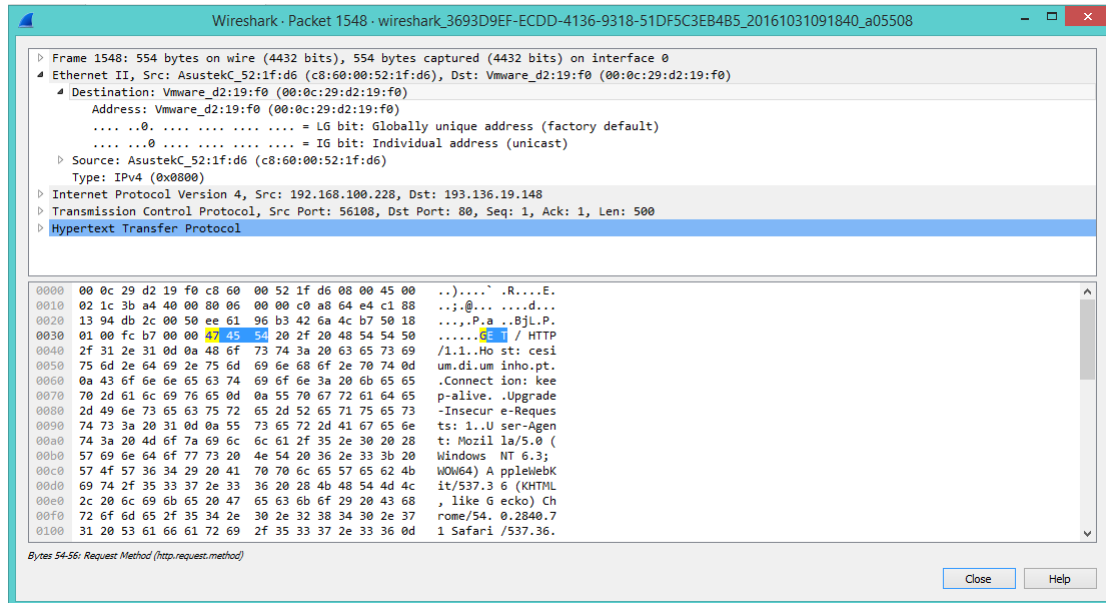 Wireshark · Packet 1548 · wireshark_3693D9EF-ECDD-4136-9318-51DF5C3EB4B5_20161031091840_a05508
Frame 1548: 554 bytes on wire (4432 bits), 554 bytes captured (4432 bits) on interface 0
Ethernet II, Src: AsustekC_52:1f:d6 (c8:60:00:52:1f:d6), Dst: Vmware_d2:19:f0 (00:0c:29:d2:19:f0)
Destination: Vmware_d2:19:f0 (00:0c:29:d2:19:f0)
Address: Vmware_d2:19:f0 (00:0c:29:d2:19:f0)
.... ..0. .... .... .... .... = LG bit: Globally unique address (factory default)
.... ...0 .... .... .... .... = IG bit: Individual address (unicast)
Source: AsustekC_52:1f:d6 (c8:60:00:52:1f:d6)
Type: IPv4 (0x0800)
Internet Protocol Version 4, Src: 192.168.100.228, Dst: 193.136.19.148
Transmission Control Protocol, Src Port: 56108, Dst Port: 80, Seq: 1, Ack: 1, Len: 500
Hypertext Transfer Protocol
0000 00 0c 29 d2 19 f0 c8 60 00 52 1f d6 08 00 45 00 ..)....` .R....E.
0010 02 1c 3b a4 40 00 80 06 00 00 c0 a8 64 e4 c1 88 ..;.@... ....d...
0020 13 94 db 2c 00 50 ee 61 96 b3 42 6a 4c b7 50 18 ...,.P.a ..BjL.P.
0030 01 00 fc b7 00 00 47 45 54 20 2f 20 48 54 54 50 ......GE T / HTTP
0040 2f 31 2e 31 0d 0a 48 6f 73 74 3a 20 63 65 73 69 /1.1..Ho st: cesi
0050 75 6d 2e 64 69 2e 75 6d 69 6e 68 6f 2e 70 74 0d um.di.um inho.pt.
0060 0a 43 6f 6e 6e 65 63 74 69 6f 6e 3a 20 6b 65 65 .Connect ion: kee
0070 70 2d 61 6c 69 76 65 0d 0a 55 70 67 72 61 64 65 p-alive. .Upgrade
0080 2d 49 6e 73 65 63 75 72 65 2d 52 65 71 75 65 73 -Insecur e-Reques
0090 74 73 3a 20 31 0d 0a 55 73 65 72 2d 41 67 65 6e ts: 1..U ser-Agen
00a0 74 3a 20 4d 6f 7a 69 6c 6c 61 2f 35 2e 30 20 28 t: Mozil la/5.0 (
00b0 57 69 6e 64 6f 77 73 20 4e 54 20 36 2e 33 3b 20 Windows NT 6.3;
00c0 57 4f 57 36 34 29 20 41 70 70 6c 65 57 65 62 4b WOW64) A ppleWebK
00d0 69 74 2f 35 33 37 2e 33 36 20 28 4b 48 54 4d 4c it/537.3 6 (KHTML
00e0 2c 20 6c 69 6b 65 20 47 65 63 6b 6f 29 20 43 68 , like G ecko) Ch
00f0 72 6f 6d 65 2f 35 34 2e 30 2e 32 38 34 30 2e 37 rome/54. 0.2840.7
0100 31 20 53 61 66 61 72 69 2f 35 33 37 2e 33 36 0d 1 Safari /537.36.
Bytes 54-56: Request Method (http.request.method)
Close Help